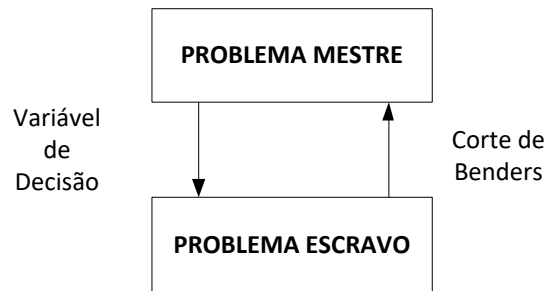 PROBLEMA MESTRE
Variável
de
Decisão
Corte de
Benders
PROBLEMA ESCRAVO